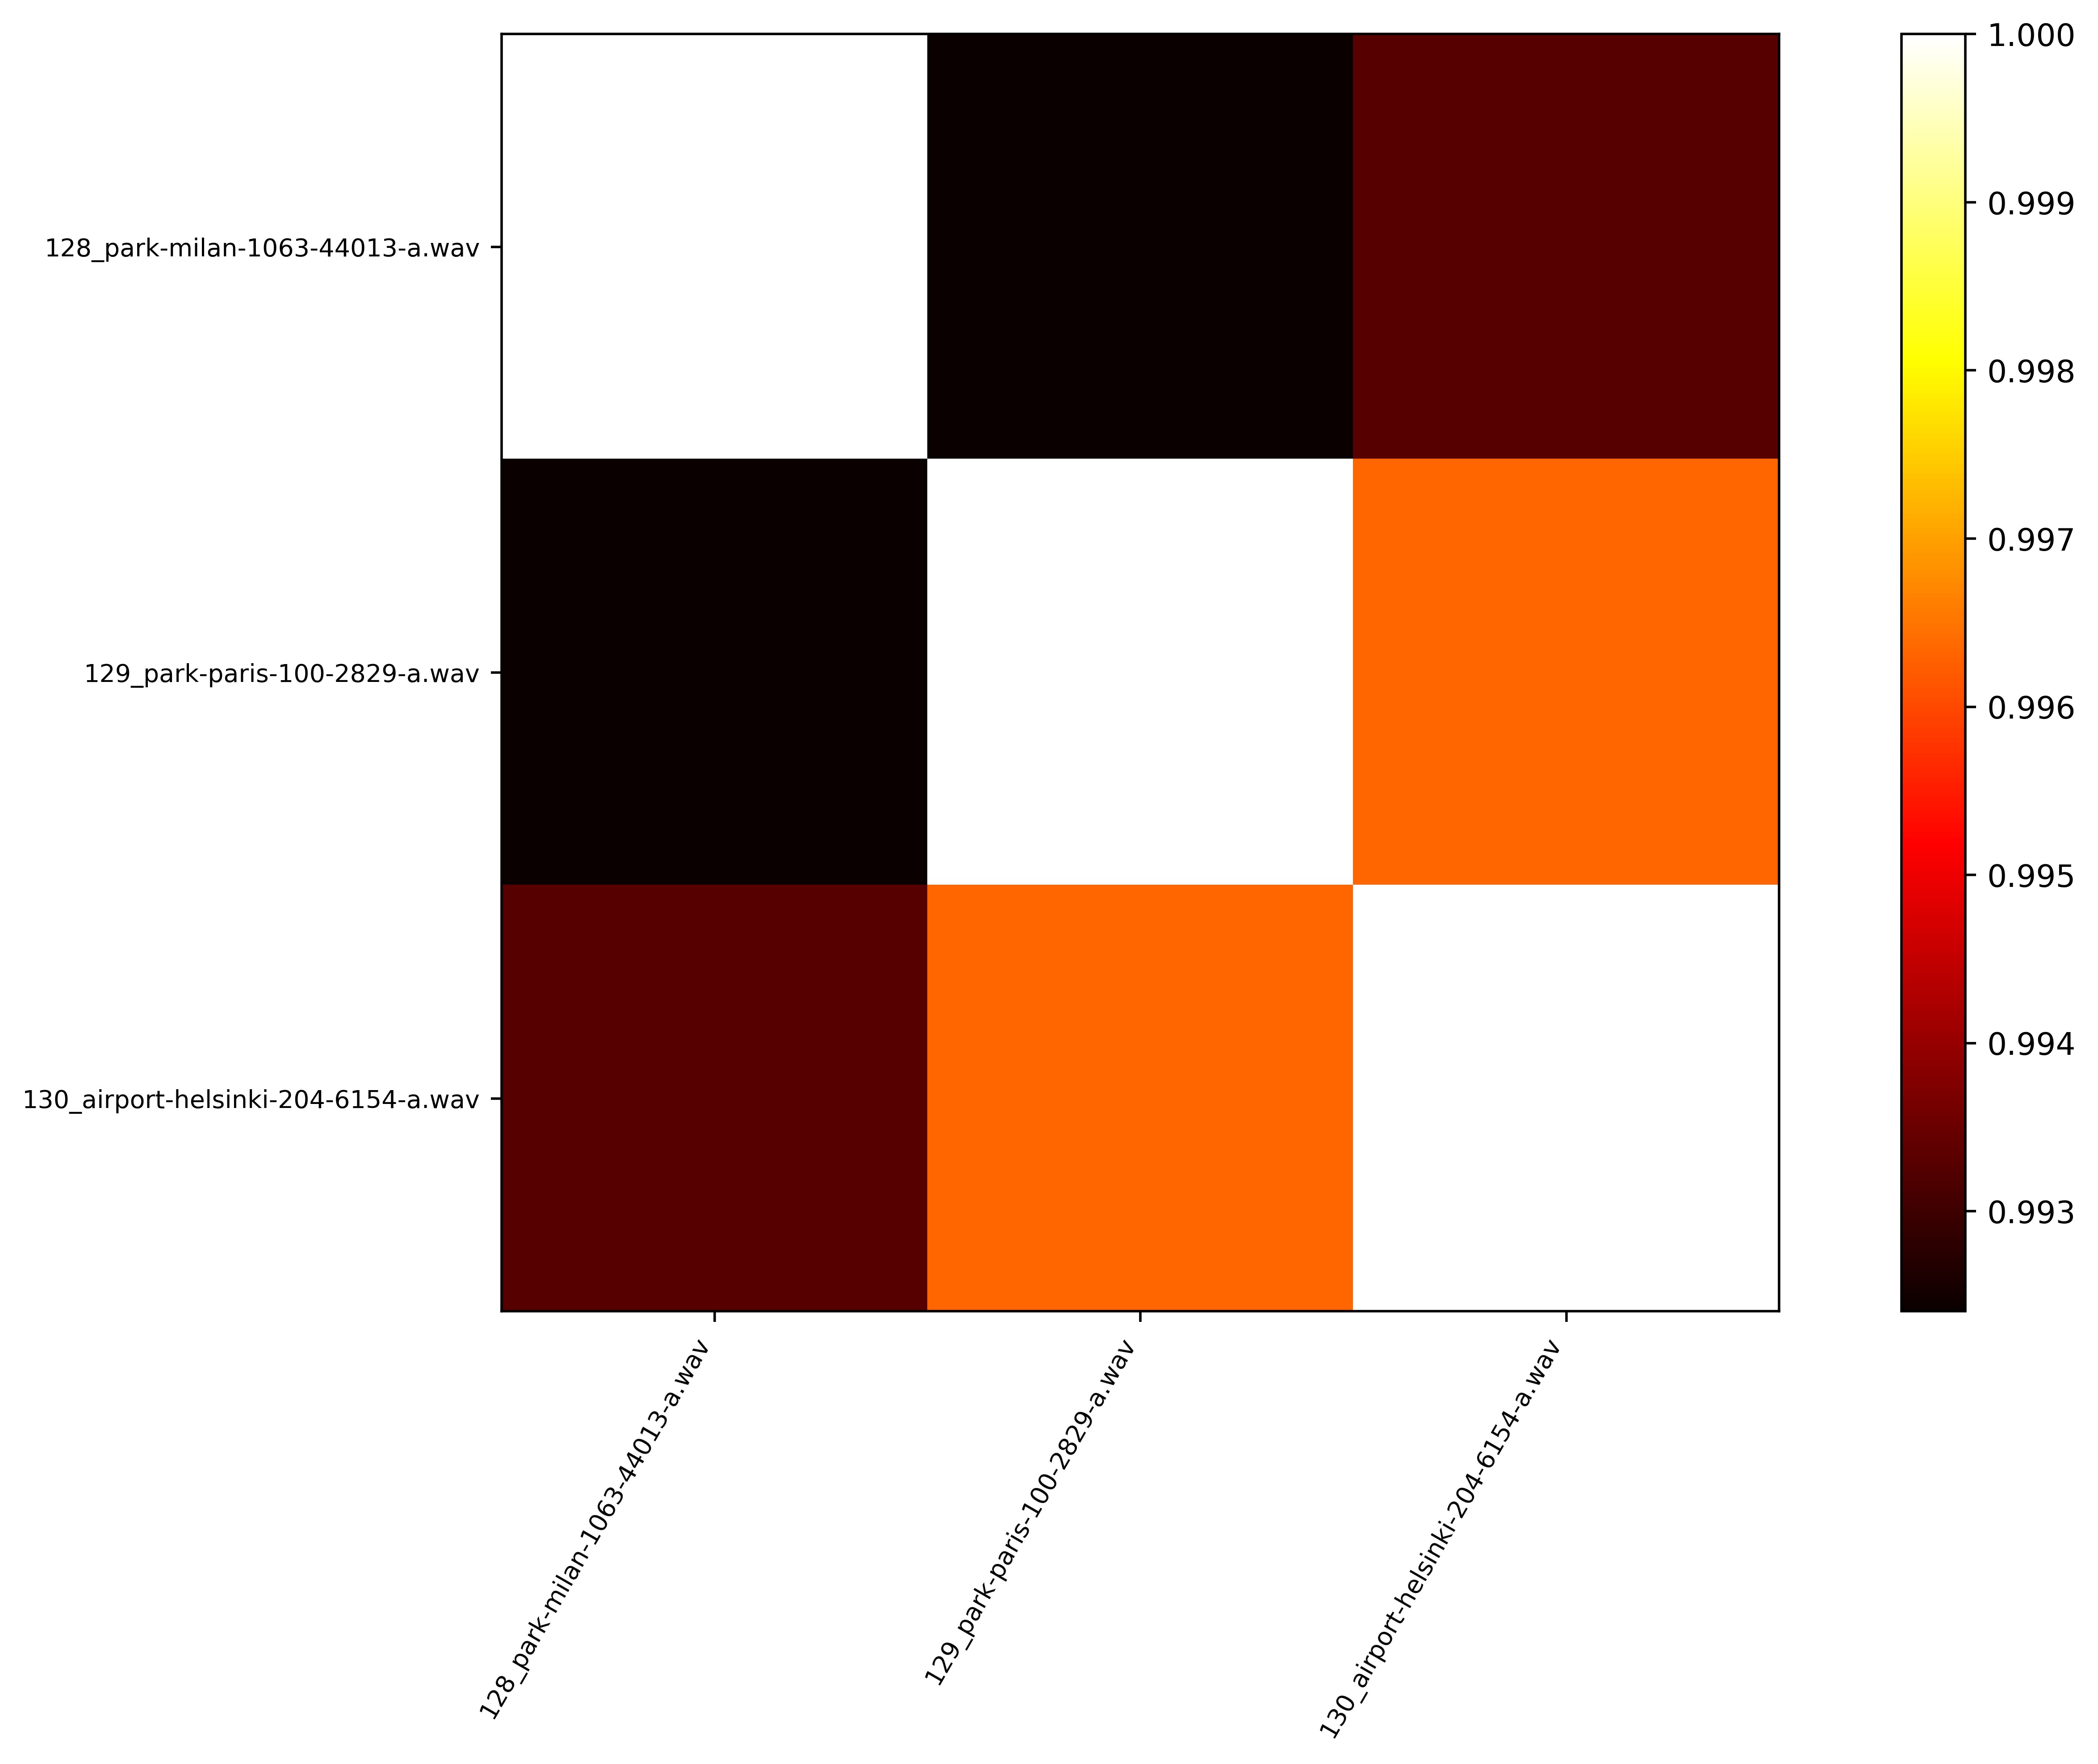 128_park-milan-1063-44013-a.wav
129_park-paris-100-2829-a.wav
130_airport-helsinki-204-6154-a.wav
128_park-milan-1063-44013-a.wav
129_park-paris-100-2829-a.wav
130_airport-helsinki-204-6154-a.wav
1.000
0.999
0.998
0.997
0.996
0.995
0.994
0.993